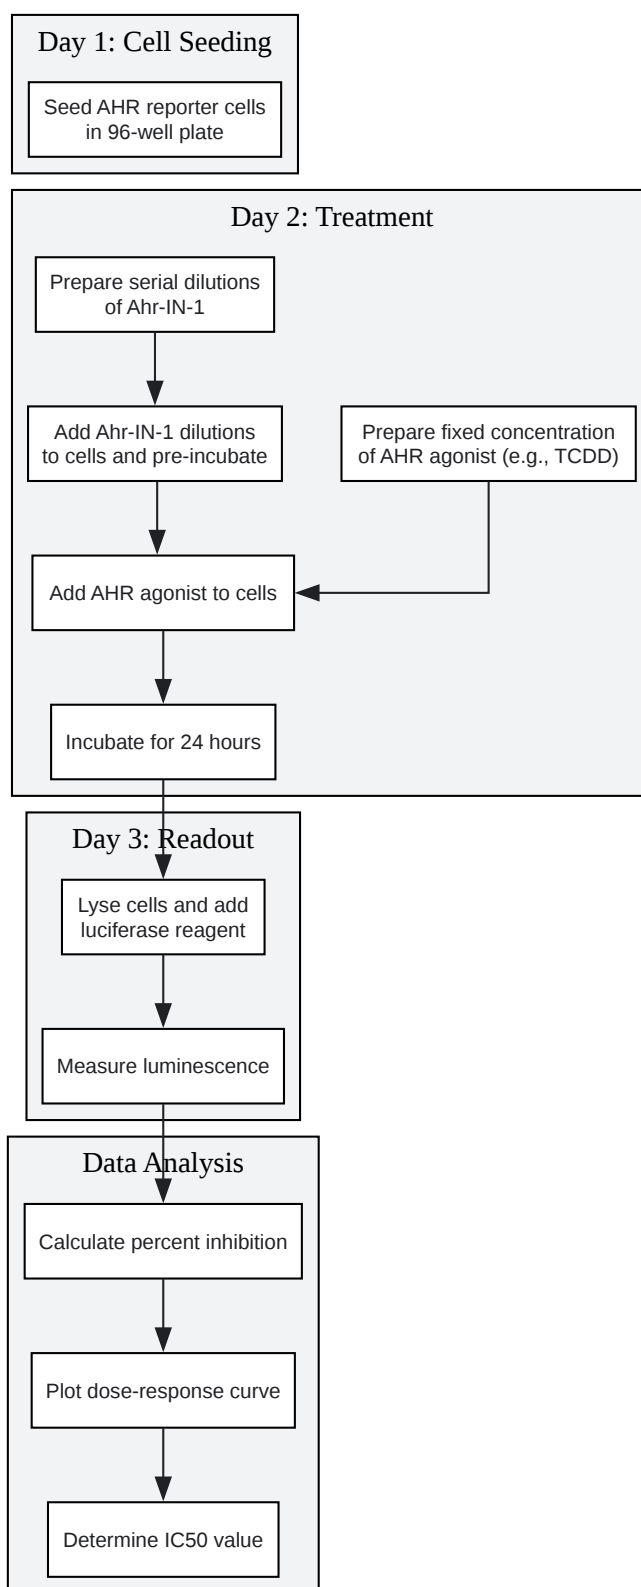 Day 1: Cell Seeding
Seed AHR reporter cells
in 96-well plate
Day 2: Treatment
Prepare serial dilutions
of Ahr-IN-1
Add Ahr-IN-1 dilutions
to cells and pre-incubate
Prepare fixed concentration
of AHR agonist (e.g., TCDD)
Add AHR agonist to cells
Incubate for 24 hours
Day 3: Readout
Lyse cells and add
luciferase reagent
Measure luminescence
Data Analysis
Calculate percent inhibition
Plot dose-response curve
Determine IC50 value